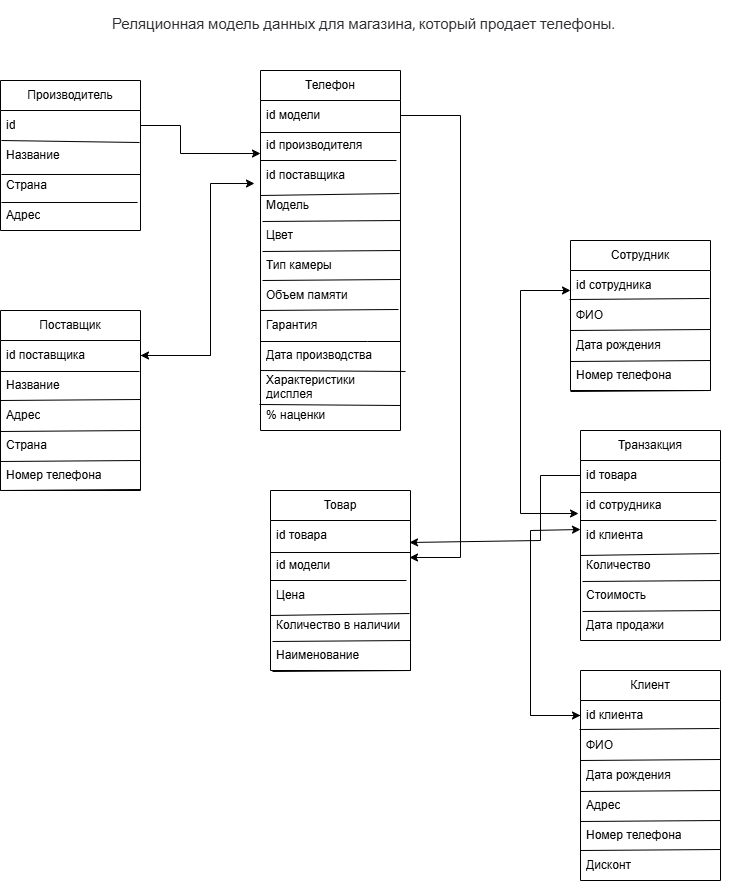 Реляционная модель данных для магазина, который продает телефоны.
Производитель
id
Название
Страна
Адрес
Поставщик
id поставщика
Название
Адрес
Страна
Номер телефона
Телефон
id модели
id производителя
id поставщика
Модель
Цвет
Тип камеры
Объем памяти
Гарантия
Дата производства
Характеристики
дисплея
% наценки
Товар
id товара
id модели
Цена
Количество в наличии
Наименование
Сотрудник
id сотрудника
ФИО
Дата рождения
Номер телефона
Транзакция
id товара
id сотрудника
id клиента
Количество
Стоимость
Дата продажи
Клиент
id клиента
ФИО
Дата рождения
Адрес
Номер телефона
Дисконт